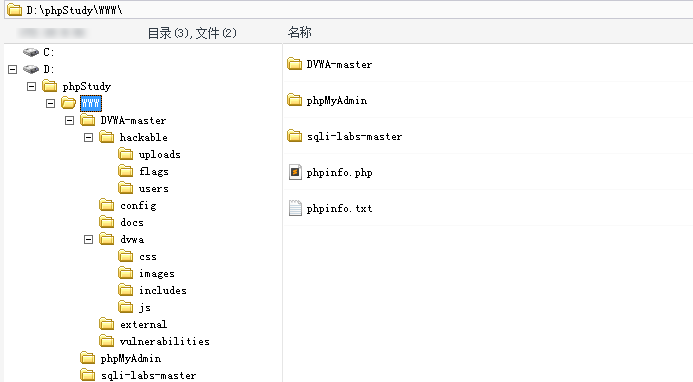 D:\phpStudy\WWW\
目录(3),文件(2)
名称
C:
D:
phpStudy
WWW
DVWA-master
hackable
uploads
flags
users
config
docs
dvwa
css
images
includes
js
external
vulnerabilities
phpMyAdmin
sqli-labs-master
DVWA-master
phpMyAdmin
sqli-labs-master
phpinfo.php
phpinfo.txt